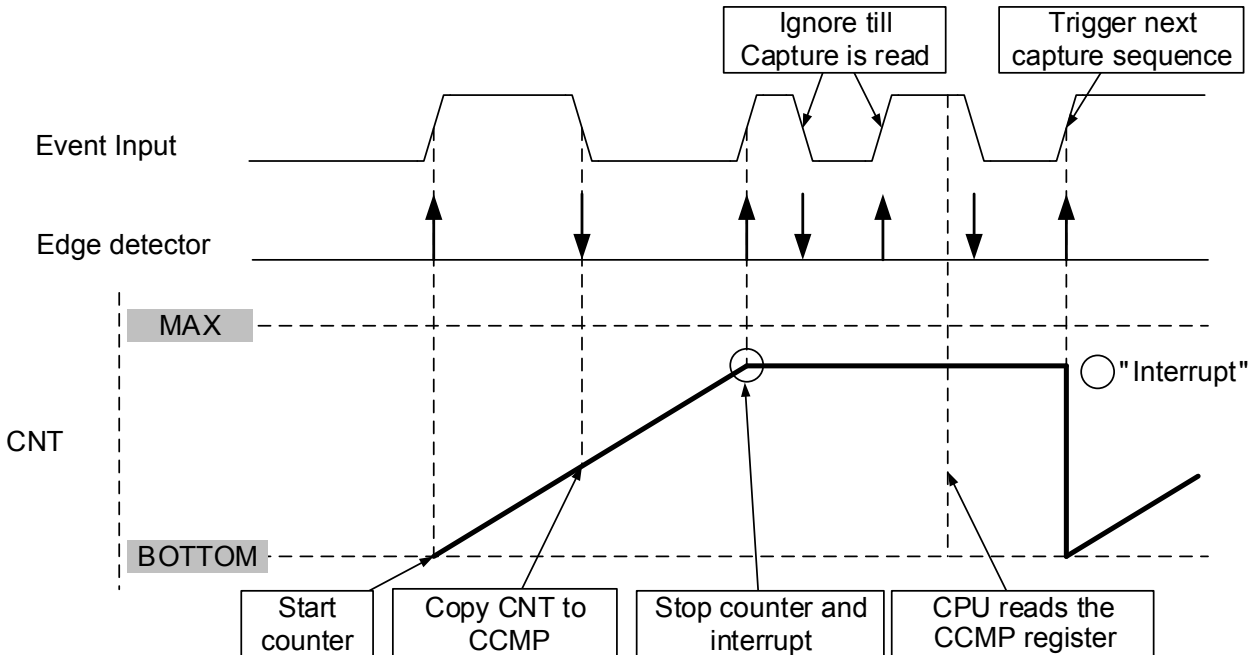 Ignore till
Capture is read
Trigger next
capture sequence
Event Input
Edge detector
MAX
"Interrupt"
CNT
BOTTOM
Start
counter
Copy CNT to
CCMP
Stop counter and
interrupt
CPU reads the
CCMP register